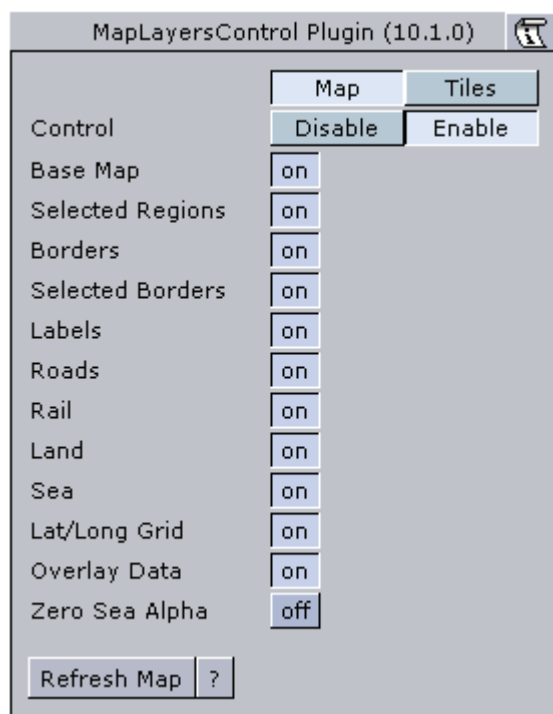 MapLayersControl Plugin (10.1.0)
Map Tiles
Control Disable Enable
Base Map on
Selected Regions on
Borders on
Selected Borders on
Labels on
Roads on
Rail on
Land on
Sea on
Lat/Long Grid on
Overlay Data on
Zero Sea Alpha off
Refresh Map ?